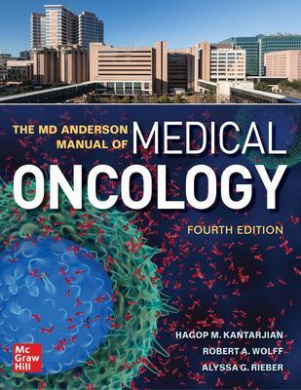 THE MD ANDERSON
MANUAL OF
MEDICAL
ONCOLOGY
FOURTH EDITION
HAGOP M. KANTARJIAN
ROBERT A. WOLFF
ALYSSA G. RIEBER
Mc
Graw
Hill